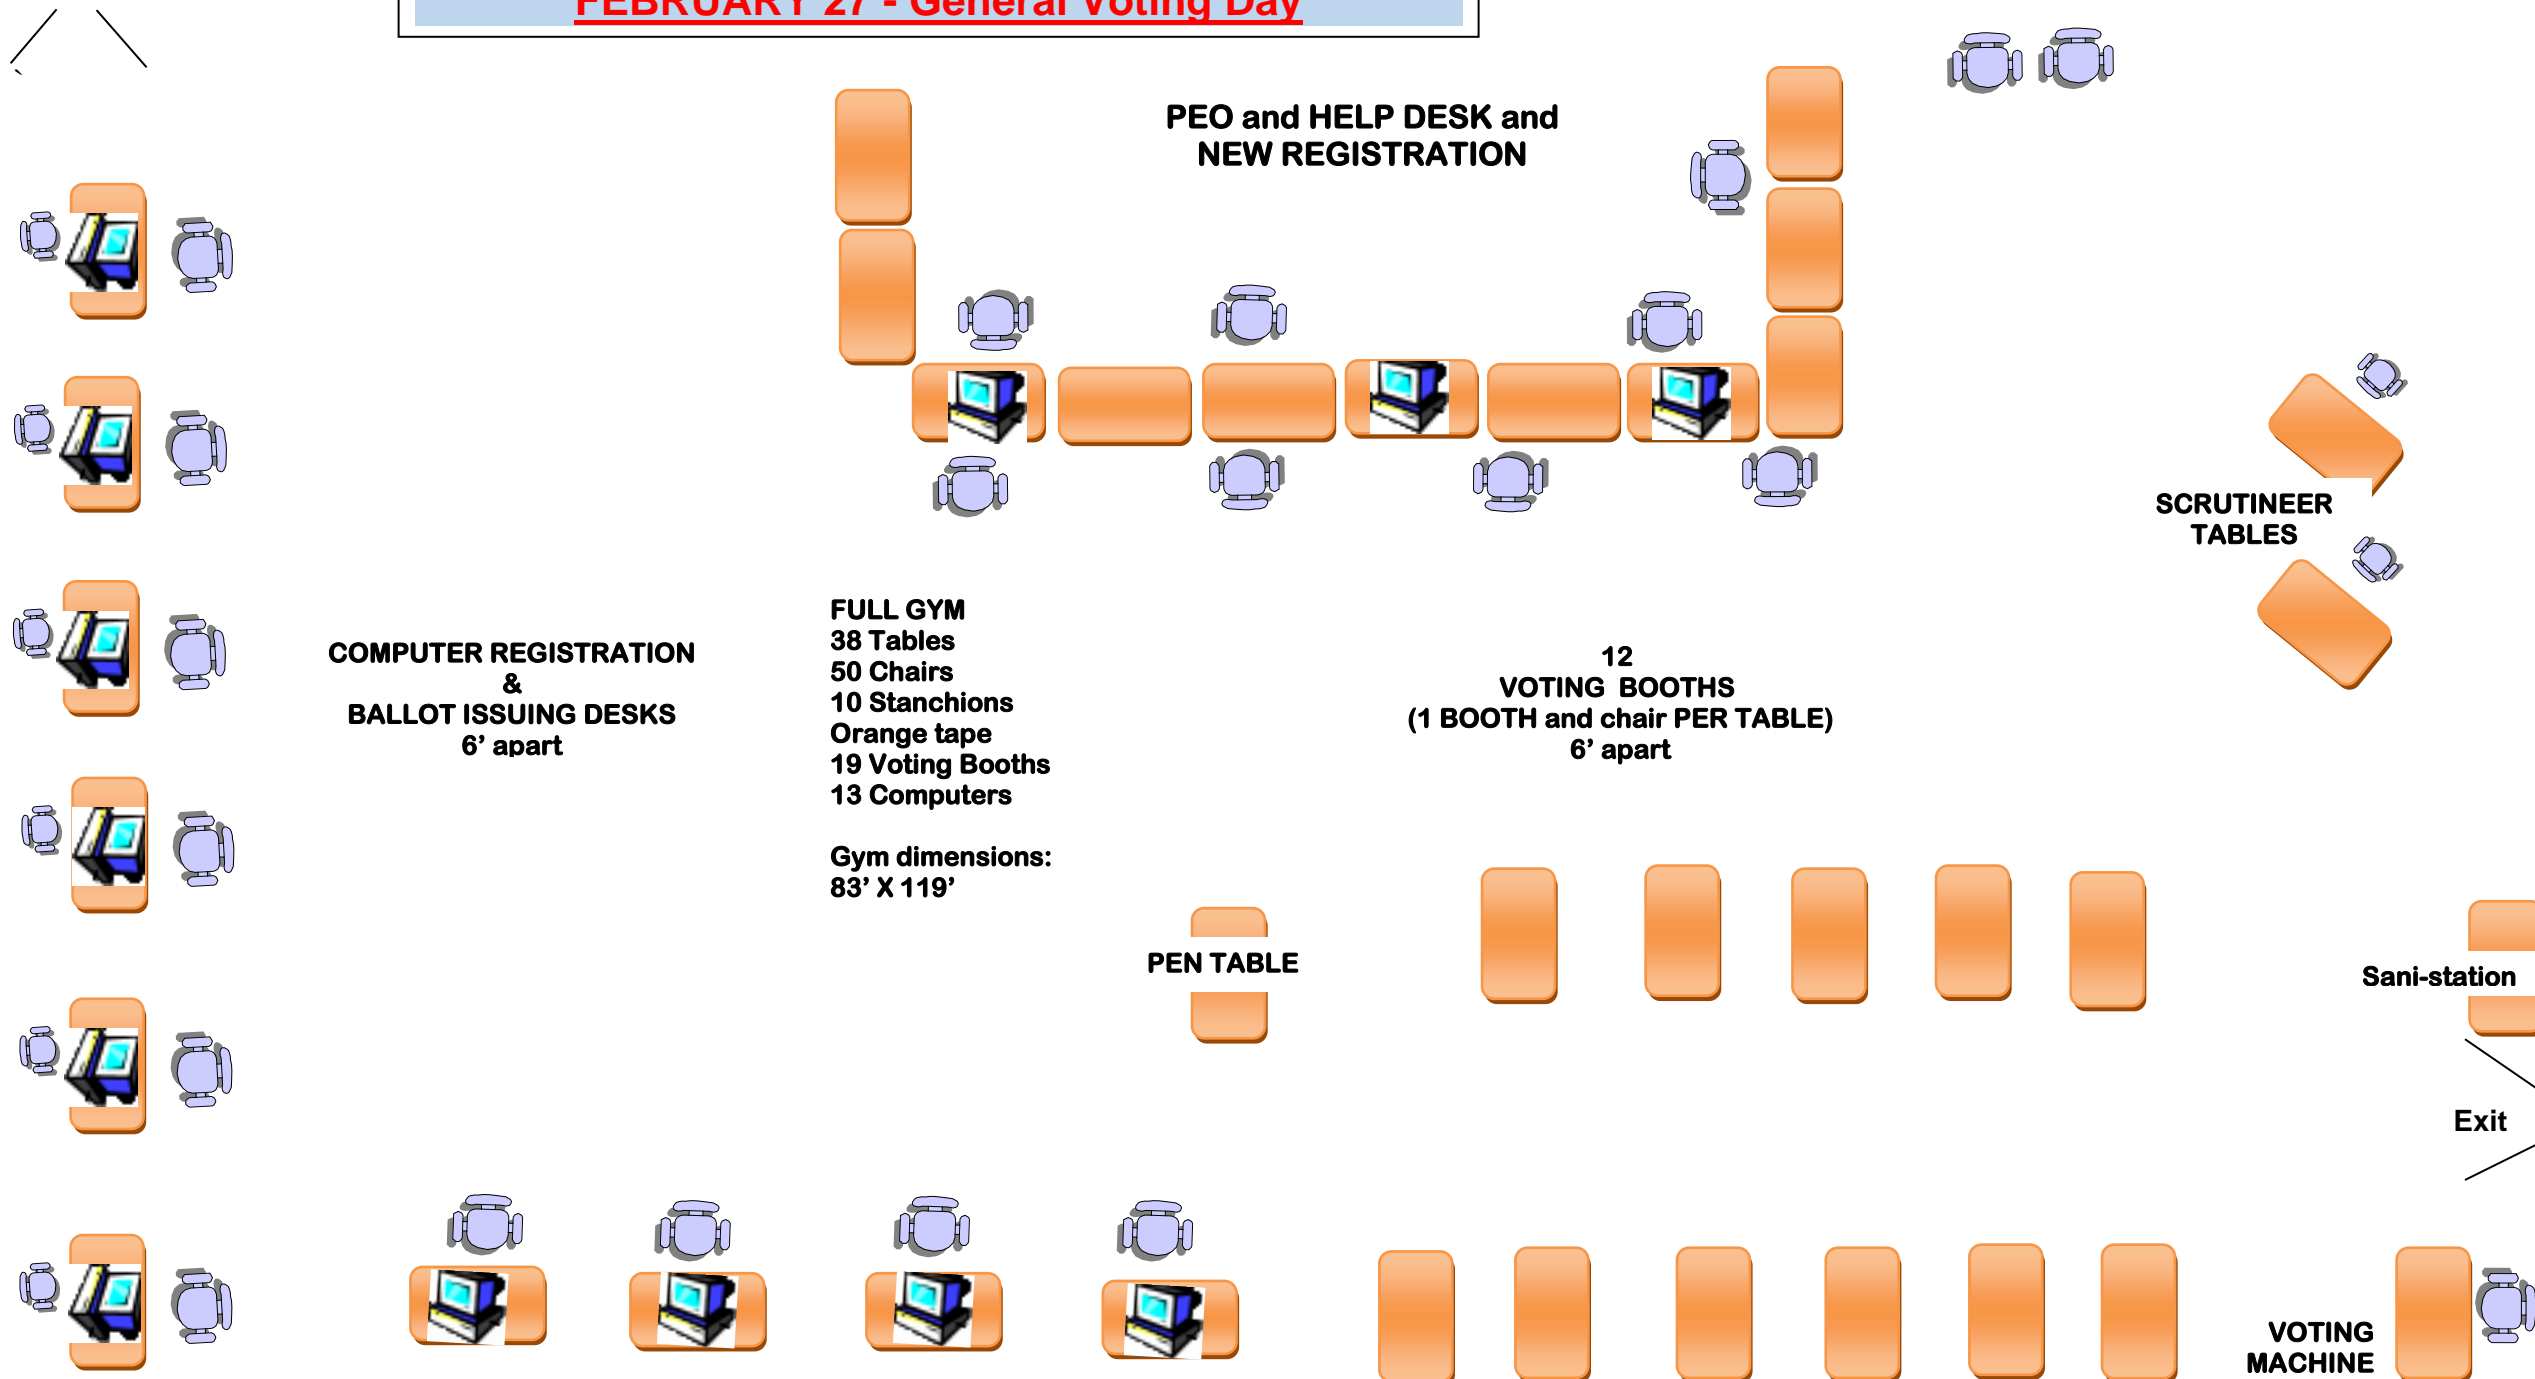 FEBRUARY 27 - General Voting Day
PEO and HELP DESK and
NEW REGISTRATION
SCRUTINEER
TABLES
COMPUTER REGISTRATION
&
BALLOT ISSUING DESKS
6’ apart
FULL GYM
38 Tables
50 Chairs
10 Stanchions
Orange tape
19 Voting Booths
13 Computers
Gym dimensions:
83’ X 119’
12
VOTING BOOTHS
(1 BOOTH and chair PER TABLE)
6’ apart
PEN TABLE
Sani-station
Exit
VOTING
MACHINE